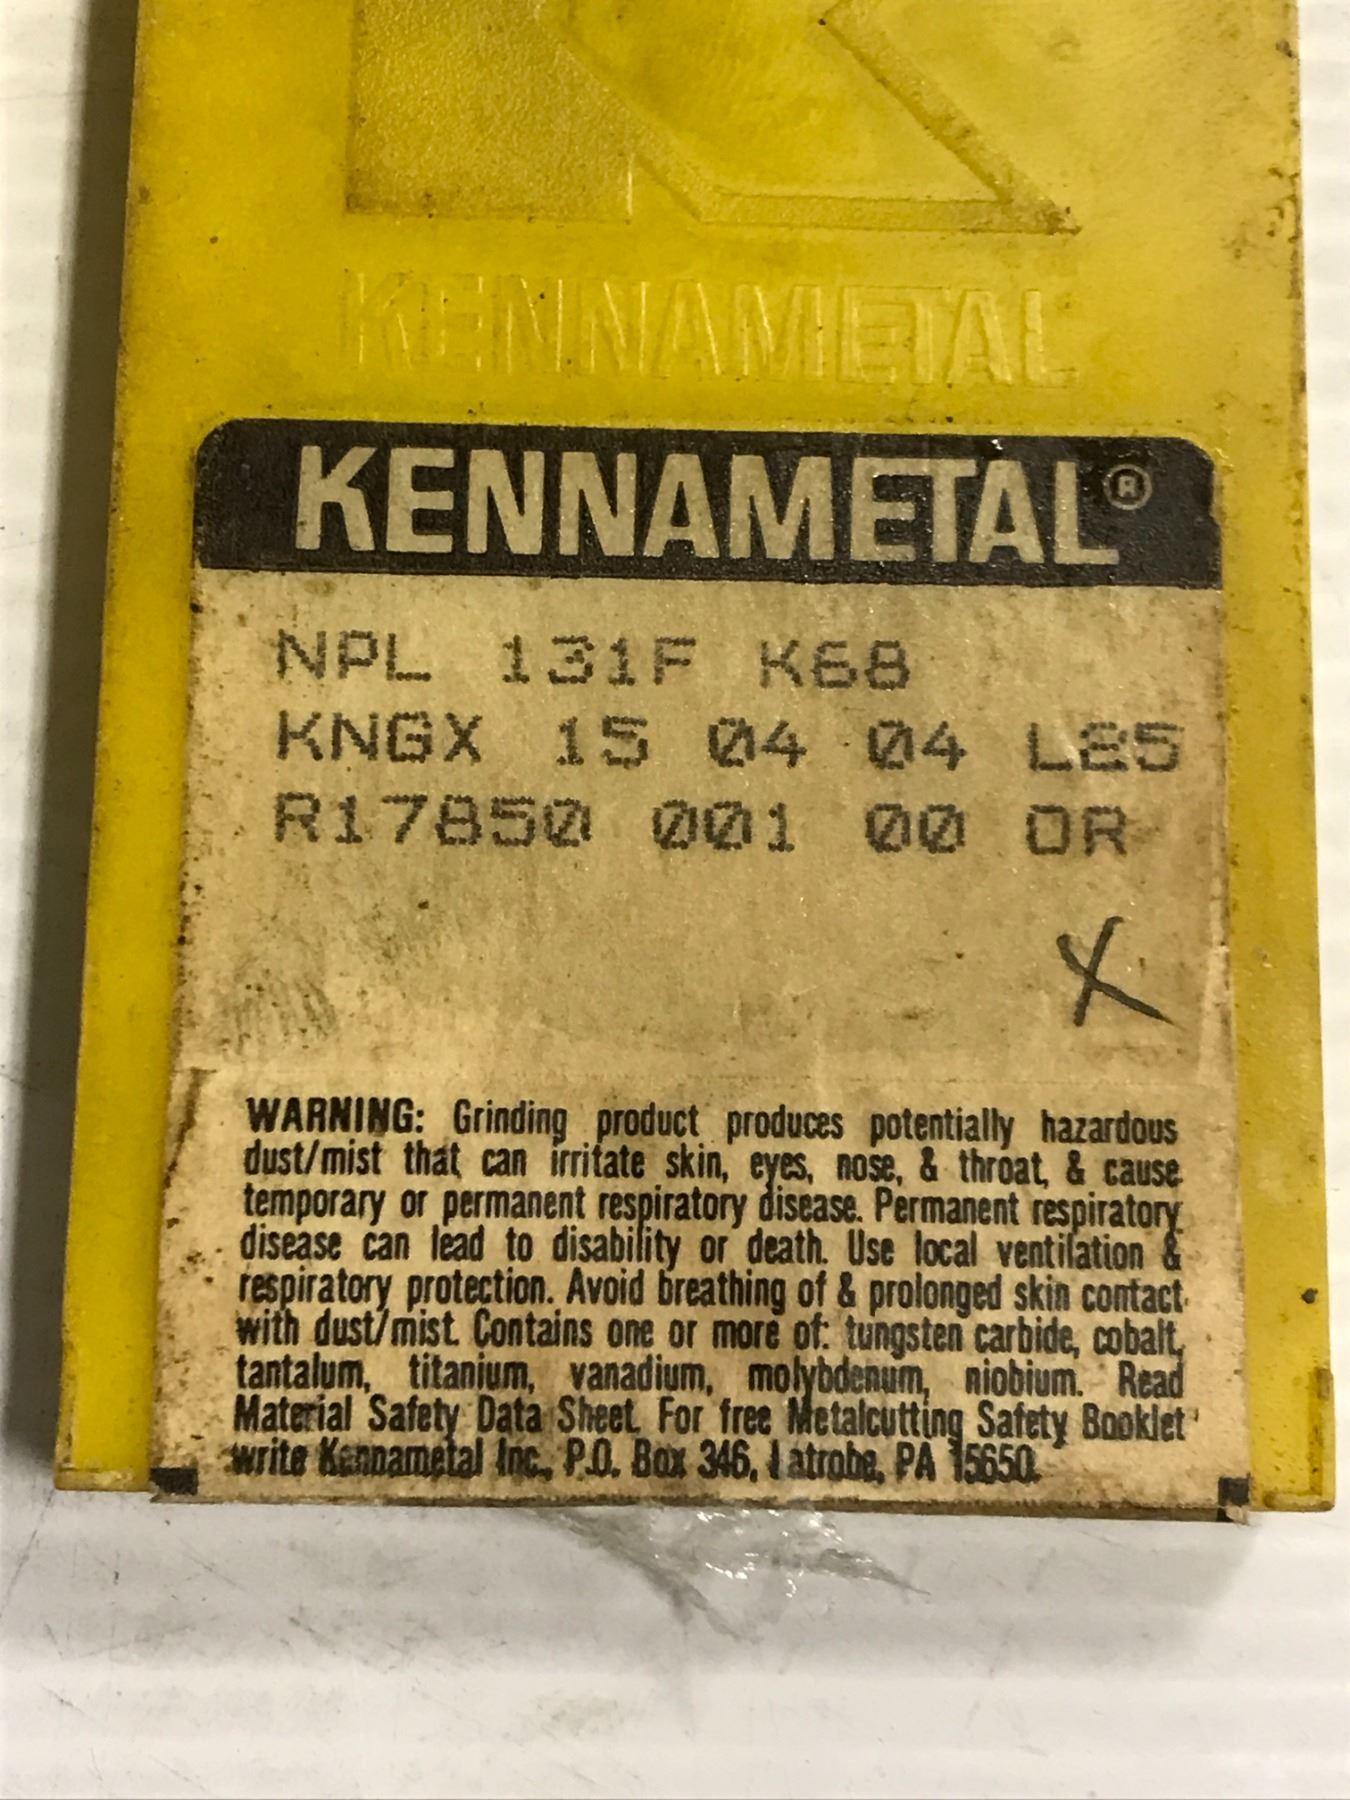 KENNAMETAL
KENNAMETAL®
NPL 131F K68
KNGX 15 04 04 L25
R17850 001 00 OR
X
WARNING: Grinding product produces potentially hazardous
dust/mist that can irritate skin, eyes, nose, & throat, & cause
temporary or permanent respiratory disease. Permanent respiratory
disease can lead to disability or death. Use local ventilation &
respiratory protection. Avoid breathing of & prolonged skin contact
with dust/mist. Contains one or more of: tungsten carbide, cobalt,
tantalum, titanium, vanadium, molybdenum, niobium. Read
Material Safety Data Sheet. For free Metalcutting Safety Booklet
write Kennametal Inc., P.O. Box 346, Latrobe, PA 15650.